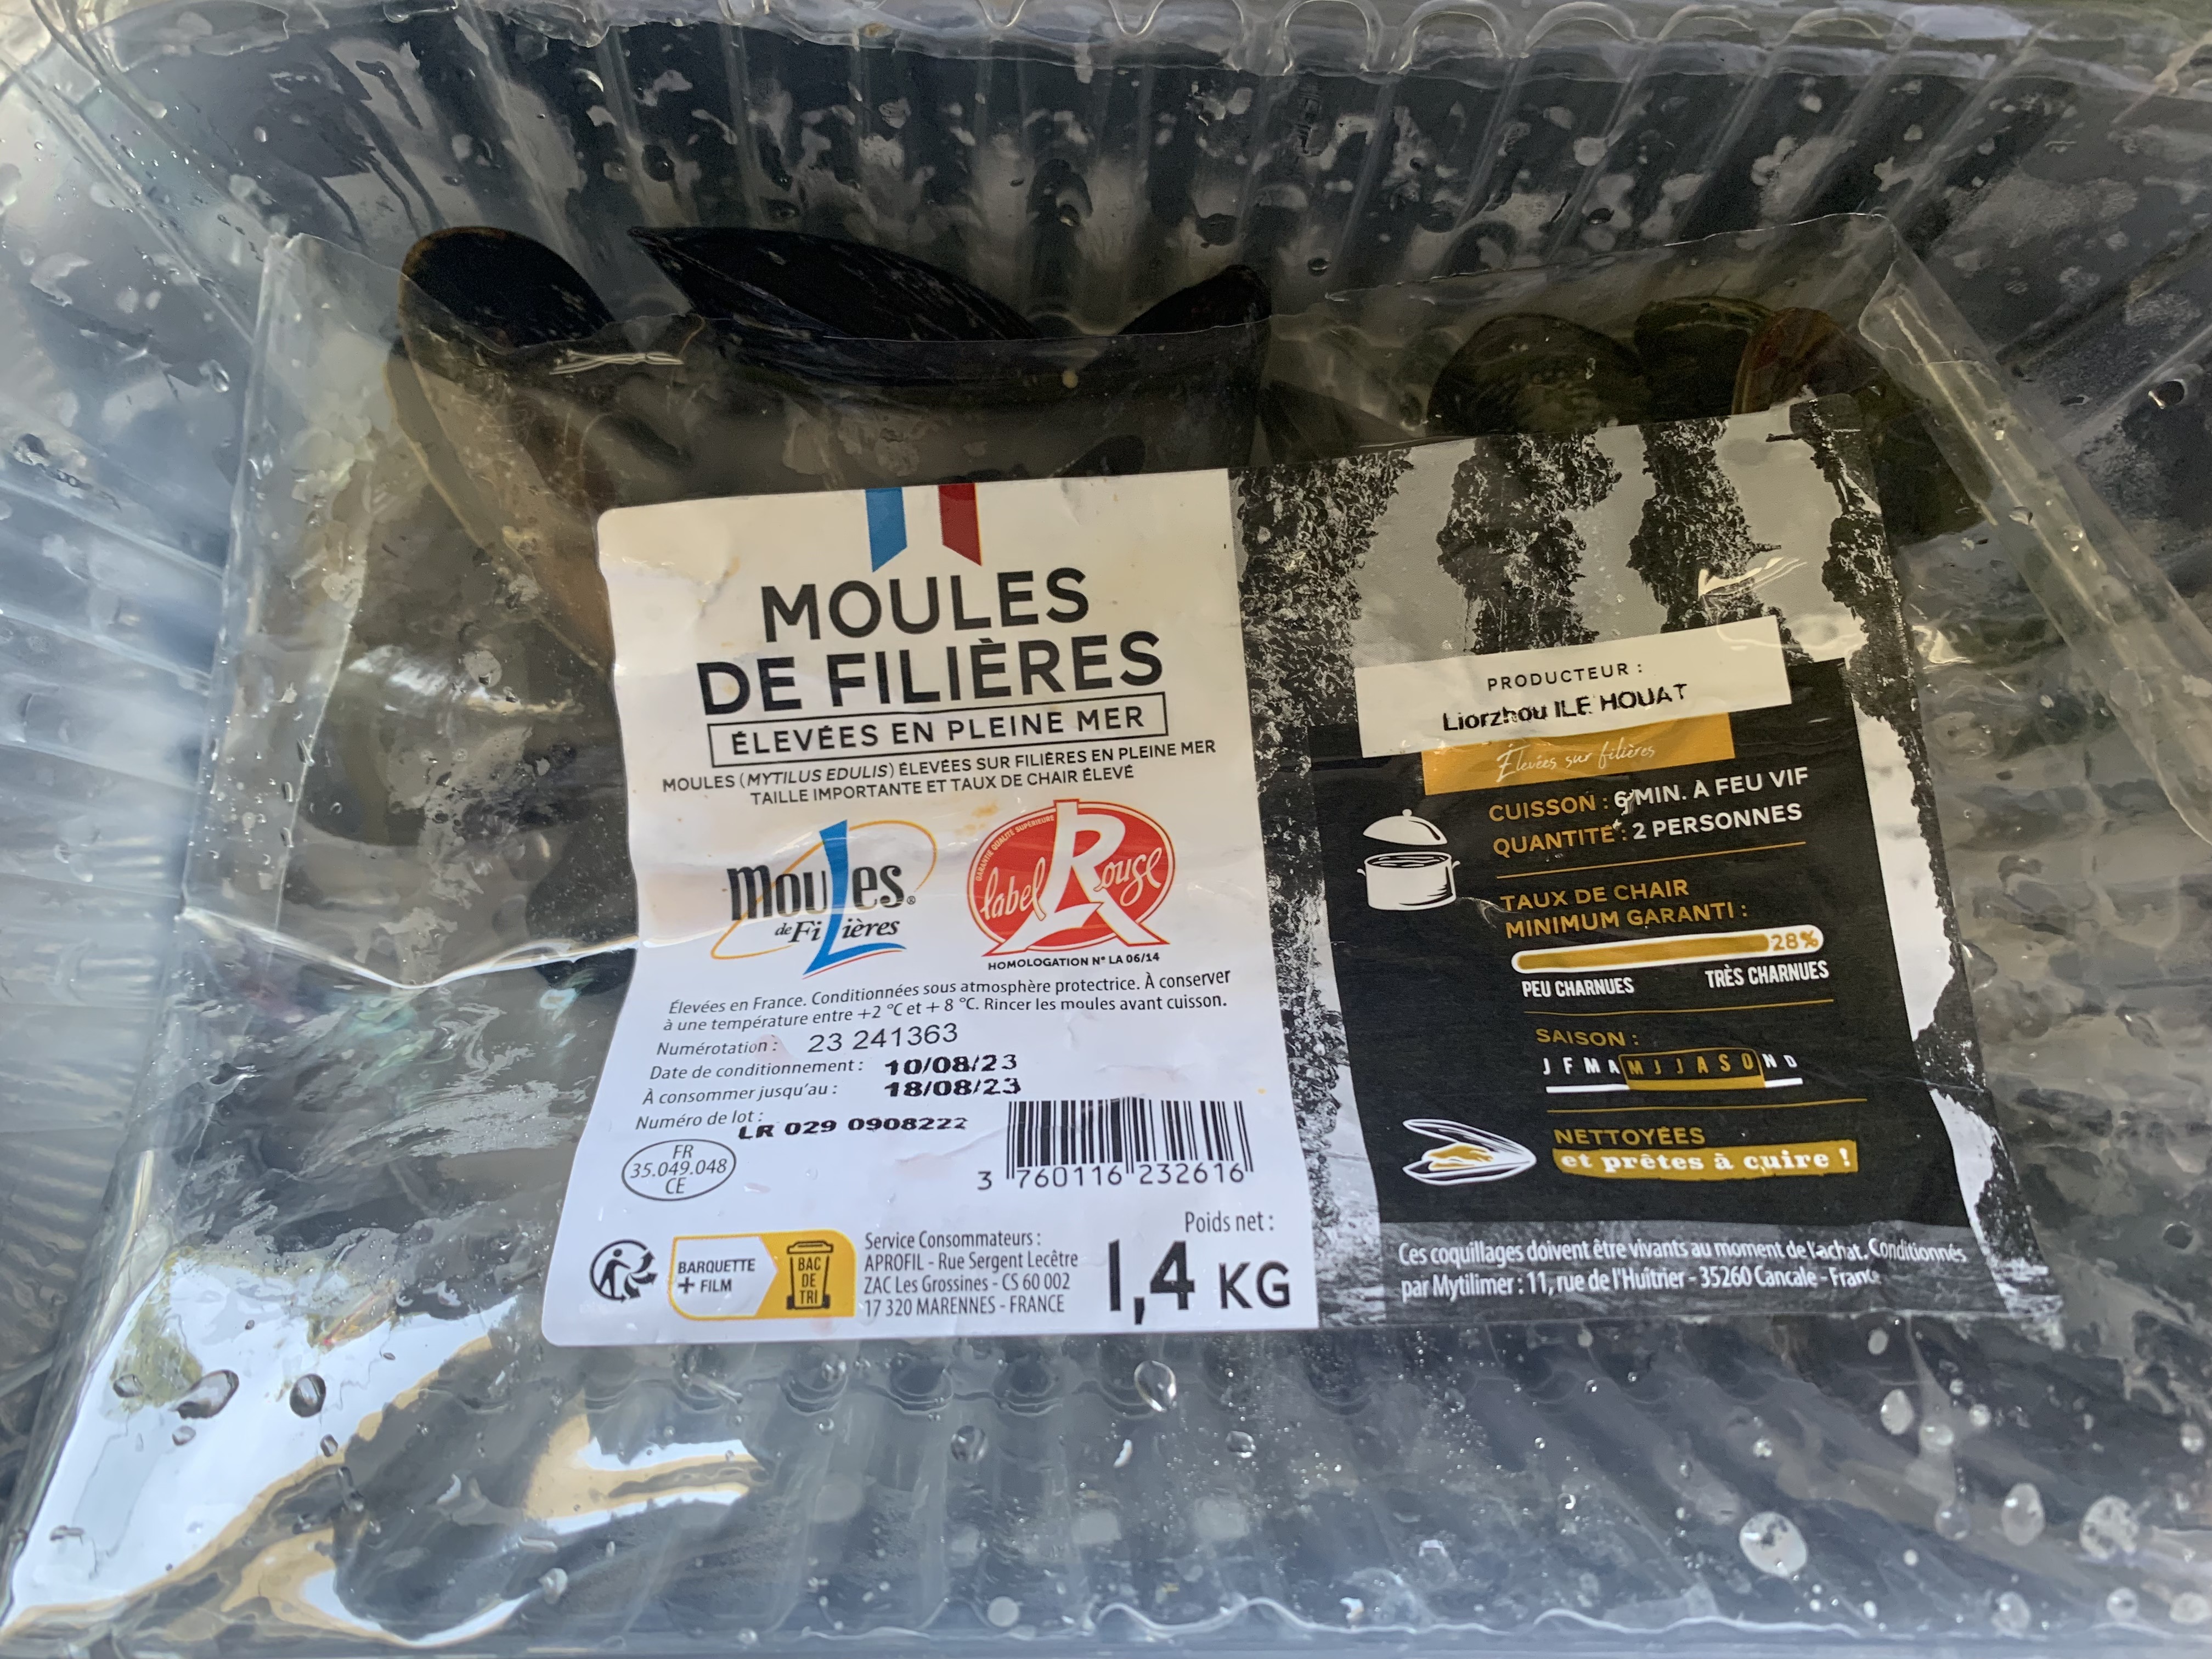 MOULES
DE FILIÈRES
ÉLEVÉES EN PLEINE MER
MOULES (MYTILUS EDULIS) ÉLEVÉES SUR FILIÈRES EN PLEINE MER
TAILLE IMPORTANTE ET TAUX DE CHAIR ÉLEVÉ
Moules®
de Filières
GARANTIE QUALITÉ SUPÉRIEURE
label Rouge
HOMOLOGATION N° LA 06/14
Élevées en France. Conditionnées sous atmosphère protectrice. À conserver
à une température entre +2 °C et +8 °C. Rincer les moules avant cuisson.
Numérotation : 23 241363
Date de conditionnement : 10/08/23
À consommer jusqu'au : 18/08/23
Numéro de lot :
LR 029 0908222
FR
35.049.048
CE
3 760116 232616
BARQUETTE
+ FILM
BAC
DE
TRI
Service Consommateurs :
APROFIL - Rue Sergent Lecêtre
ZAC Les Grossines - CS 60 002
17 320 MARENNES - FRANCE
Poids net :
1,4 KG
PRODUCTEUR :
Liorzhou ILE HOUAT
Élevées sur filières
CUISSON : 6 MIN. À FEU VIF
QUANTITÉ : 2 PERSONNES
TAUX DE CHAIR
MINIMUM GARANTI :
28%
PEU CHARNUES TRÈS CHARNUES
SAISON :
J F M A M J J A S O N D
NETTOYÉES
et prêtes à cuire !
Ces coquillages doivent être vivants au moment de l'achat. Conditionnés
par Mytilimer : 11, rue de l'Huîtrier - 35260 Cancale - France